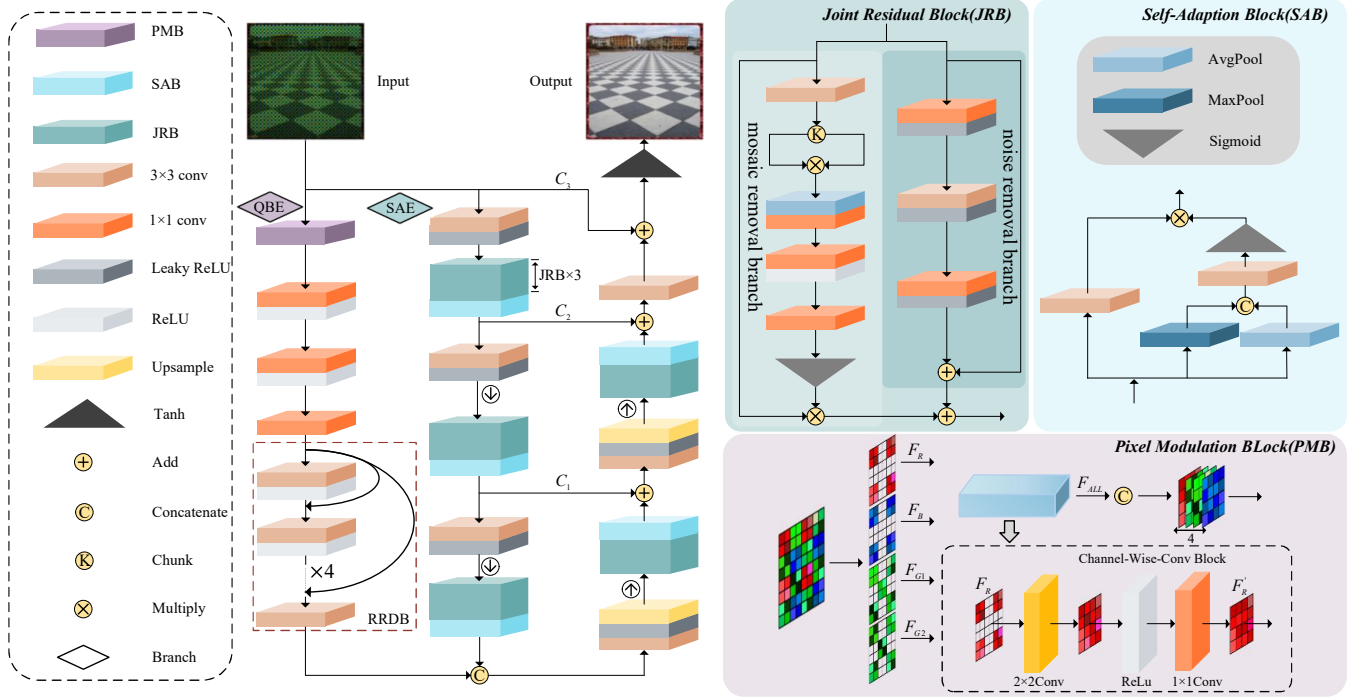 PMB
SAB
JRB
3×3 conv
1×1 conv
Leaky ReLU
ReLU
Upsample
Tanh
Add
Concatenate
K
Chunk
Multiply
Branch
C
Input
Output
QBE
SAE
C3
JRB×3
C2
C1
×4
RRDB
C
Joint Residual Block(JRB)
mosaic removal branch
K
noise removal branch
Self-Adaption Block(SAB)
AvgPool
MaxPool
Sigmoid
C
Pixel Modulation BLock(PMB)
FR
FB
FG1
FG2
FALL
C
4
Channel-Wise-Conv Block
FR
F'R
2×2Conv
ReLu
1×1Conv